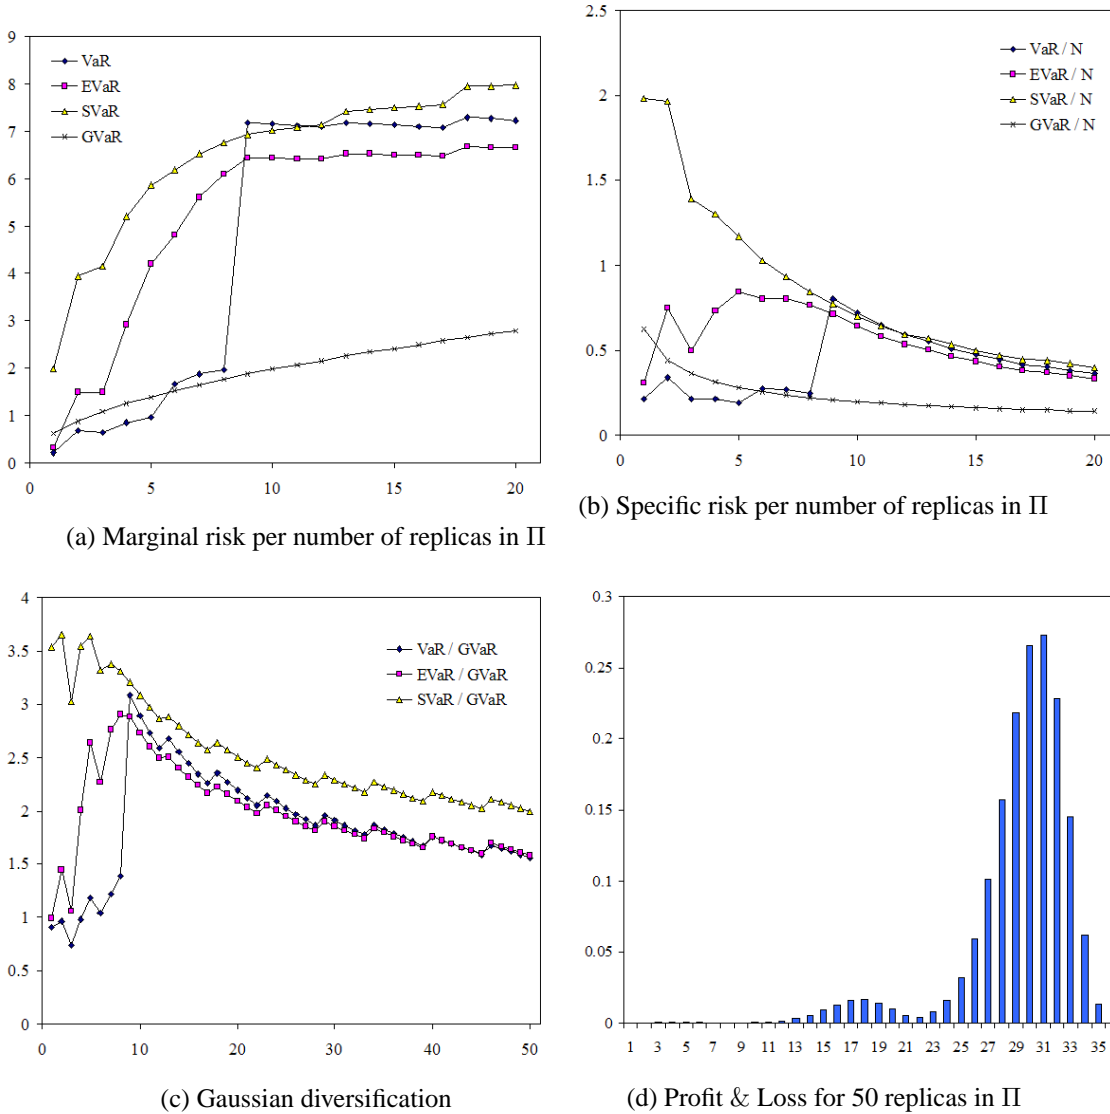 9
8
7
6
5
4
3
2
1
0
VaR
EVaR
SVaR
GVaR
0 5 10 15 20
(a) Marginal risk per number of replicas in Π
2.5
2
1.5
1
0.5
0
VaR / N
EVaR / N
SVaR / N
GVaR / N
0 5 10 15 20
(b) Specific risk per number of replicas in Π
4
3.5
3
2.5
2
1.5
1
0.5
0
VaR / GVaR
EVaR / GVaR
SVaR / GVaR
0 10 20 30 40 50
(c) Gaussian diversification
0.3
0.25
0.2
0.15
0.1
0.05
0
1 3 5 7 9 11 13 15 17 19 21 23 25 27 29 31 33 35
(d) Profit & Loss for 50 replicas in Π